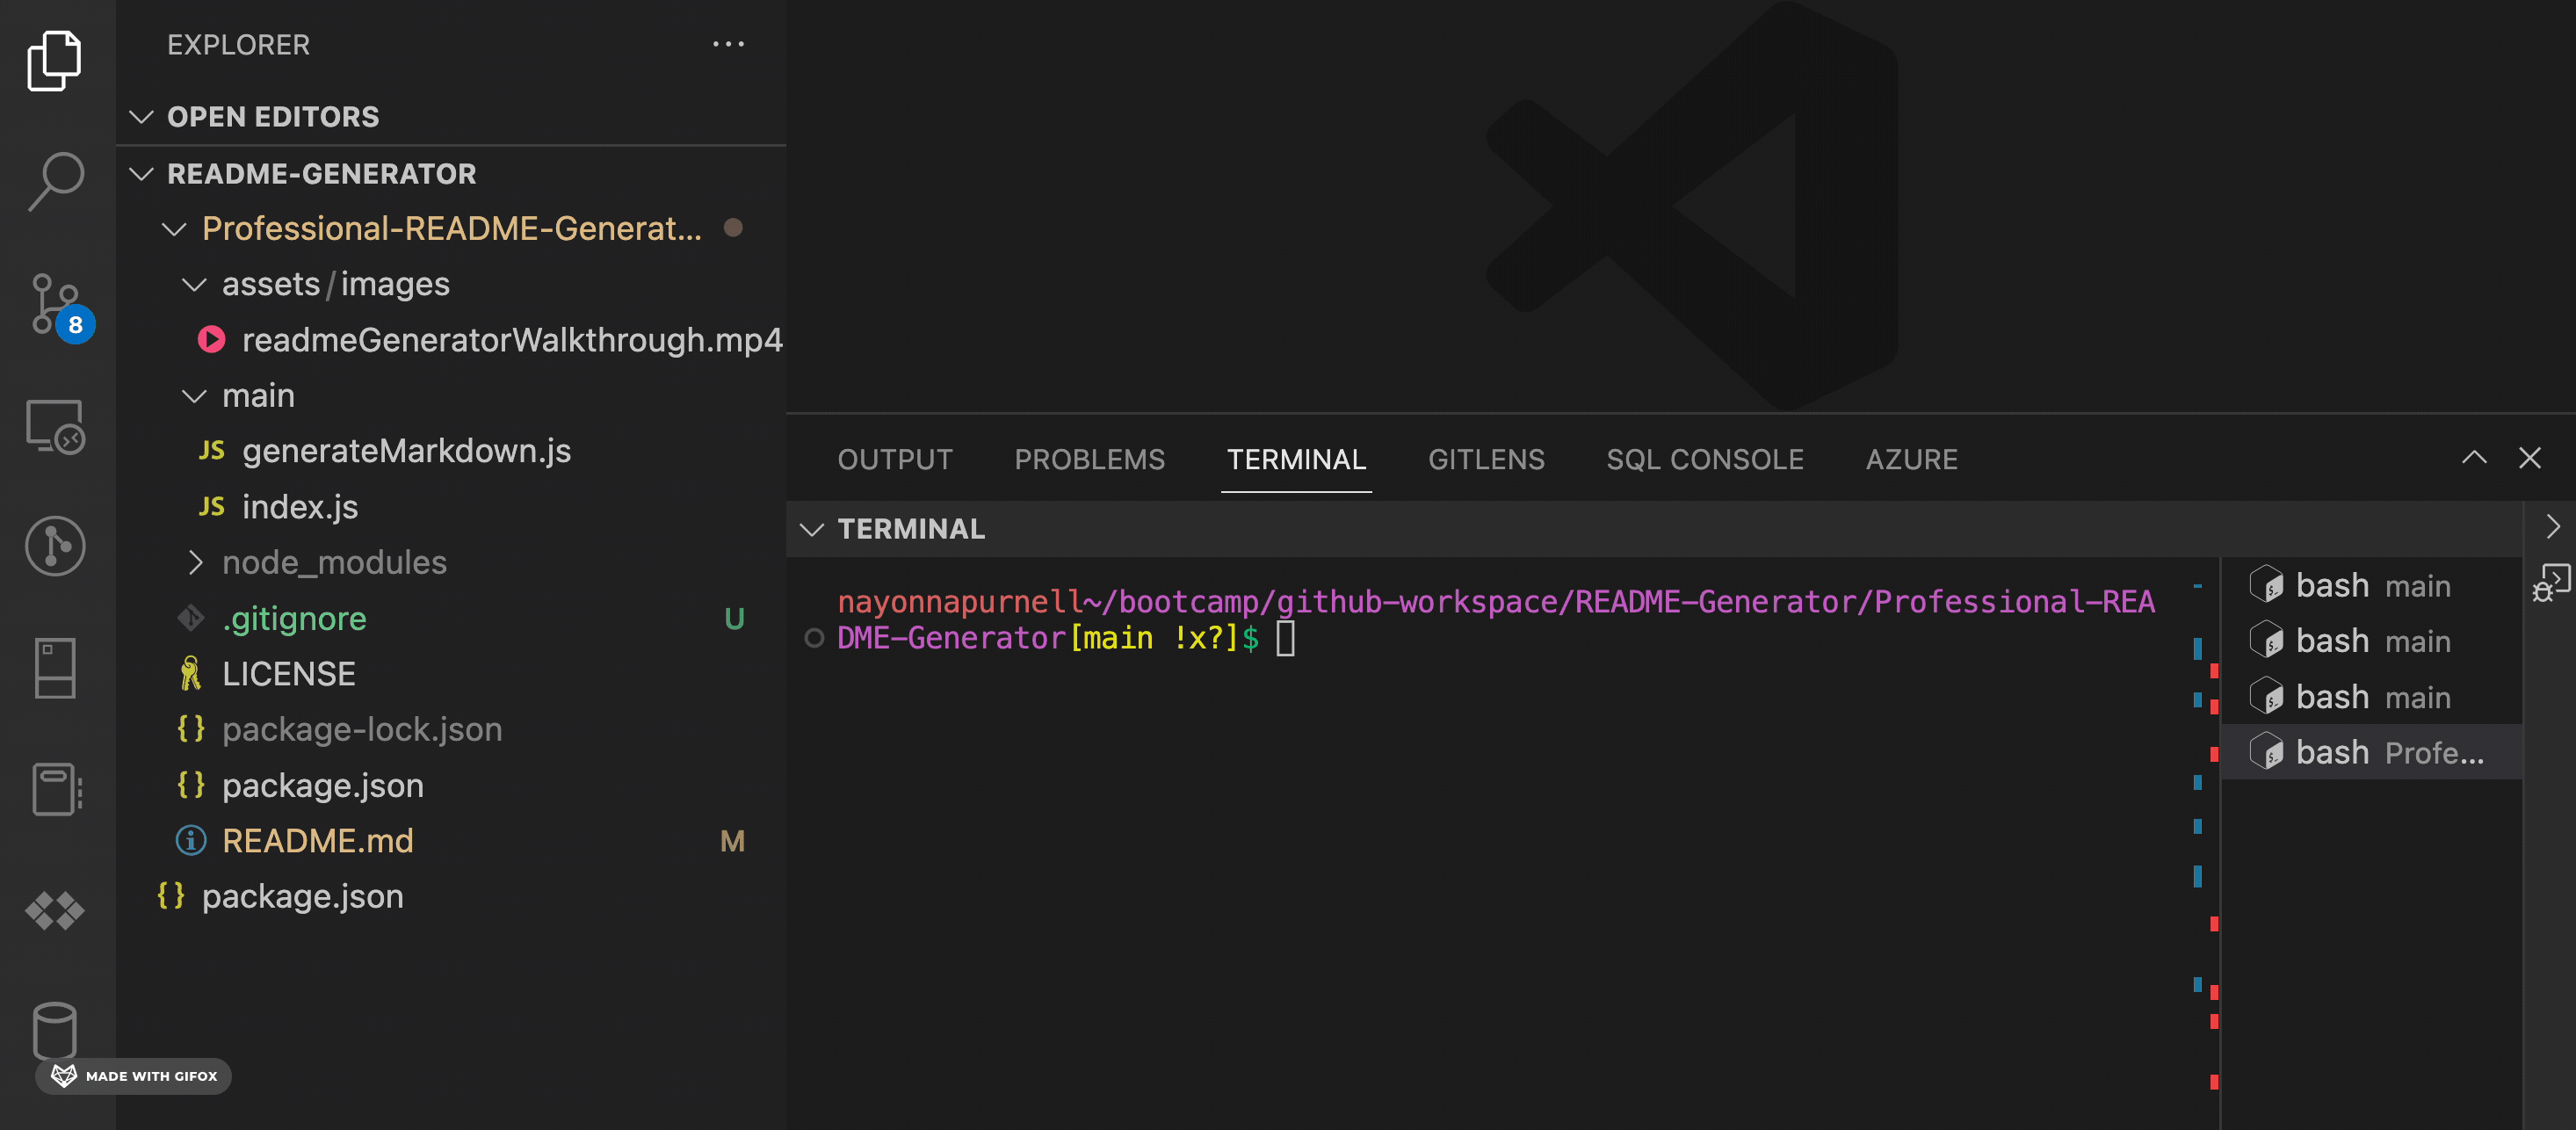 EXPLORER
OPEN EDITORS
README-GENERATOR
Professional-README-Generat...
assets/images
readmeGeneratorWalkthrough.mp4
main
JS generateMarkdown.js
JS index.js
node_modules
.gitignore U
LICENSE
{} package-lock.json
{} package.json
README.md M
{} package.json
8
MADE WITH GIFOX
OUTPUT PROBLEMS TERMINAL GITLENS SQL CONSOLE AZURE
TERMINAL
nayonnapurnell~/bootcamp/github-workspace/README-Generator/Professional-REA
DME-Generator[main !x?]$
bash main
bash main
bash main
bash Profe...